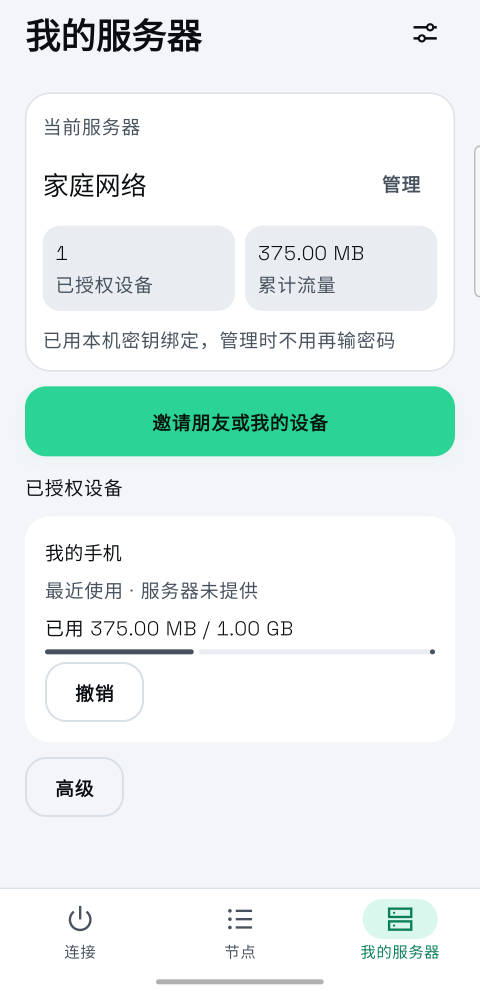 我的服务器
当前服务器
家庭网络
管理
1
已授权设备
375.00 MB
累计流量
已用本机密钥绑定，管理时不用再输密码
邀请朋友或我的设备
已授权设备
我的手机
最近使用 · 服务器未提供
已用 375.00 MB / 1.00 GB
撤销
高级
连接
节点
我的服务器